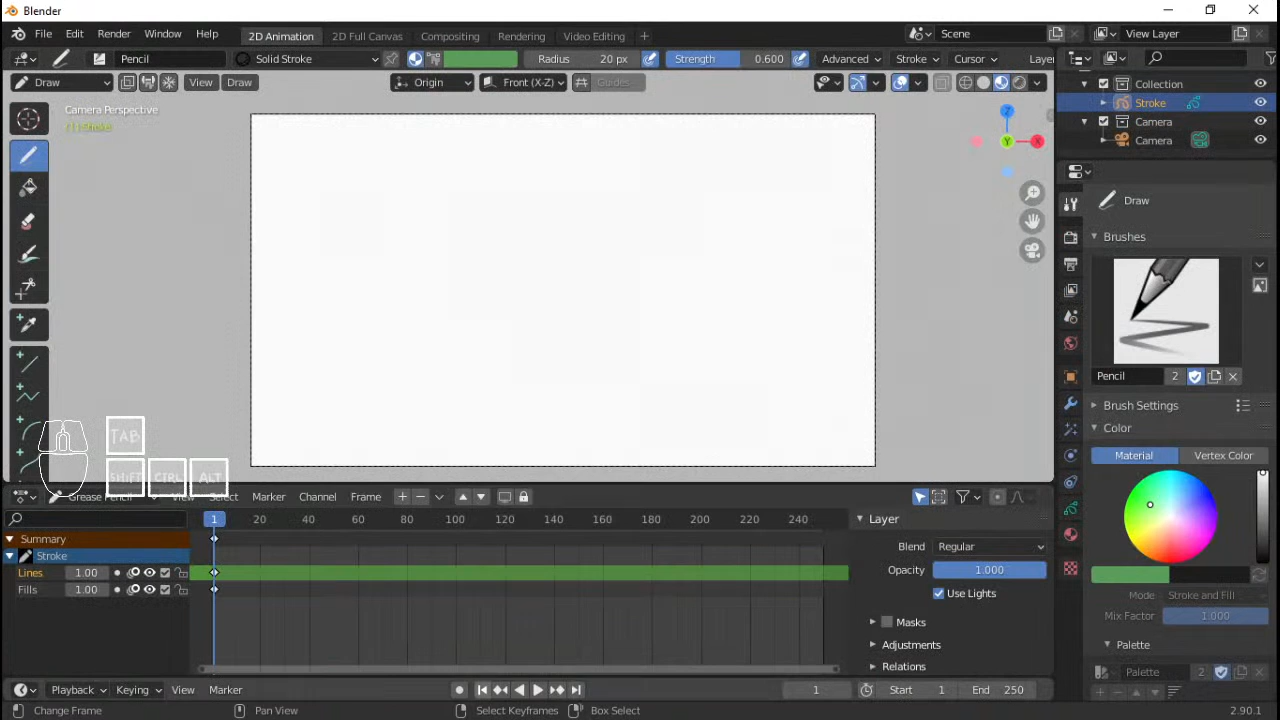 Blender
File Edit Render Window Help 2D Animation 2D Full Canvas Compositing Rendering Video Editing Scene View Layer
Pencil Solid Stroke Radius 20 px Strength 0.600 Advanced Stroke Cursor Layer
Draw View Draw Origin Front (X-Z) Guides
Camera Perspective
(1) Stroke
Z
Y X
Collection
Stroke
Camera
Camera
Draw
Brushes
Pencil 2
Brush Settings
Color
Material Vertex Color
Mode Stroke and Fill
Mix Factor 1.000
Palette
Palette 2
TAB
SHIFT CTRL ALT
Grease Pencil View Select Marker Channel Frame
1 20 40 60 80 100 120 140 160 180 200 220 240
Summary
Stroke
Lines 1.00
Fills 1.00
Layer
Blend Regular
Opacity 1.000
Use Lights
Masks
Adjustments
Relations
Playback Keying View Marker 1 Start 1 End 250
Change Frame Pan View Select Keyframes Box Select 2.90.1